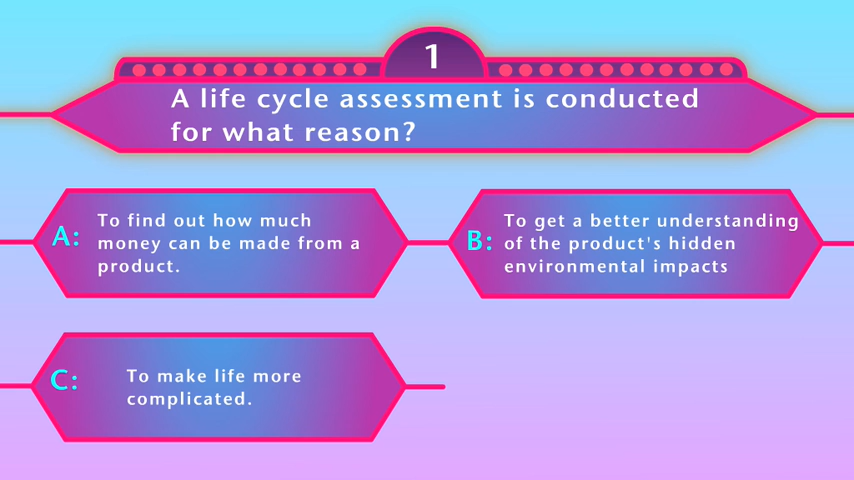 1
A life cycle assessment is conducted
for what reason?
A:
To find out how much
money can be made from a
product.
B:
To get a better understanding
of the product's hidden
environmental impacts
C:
To make life more
complicated.